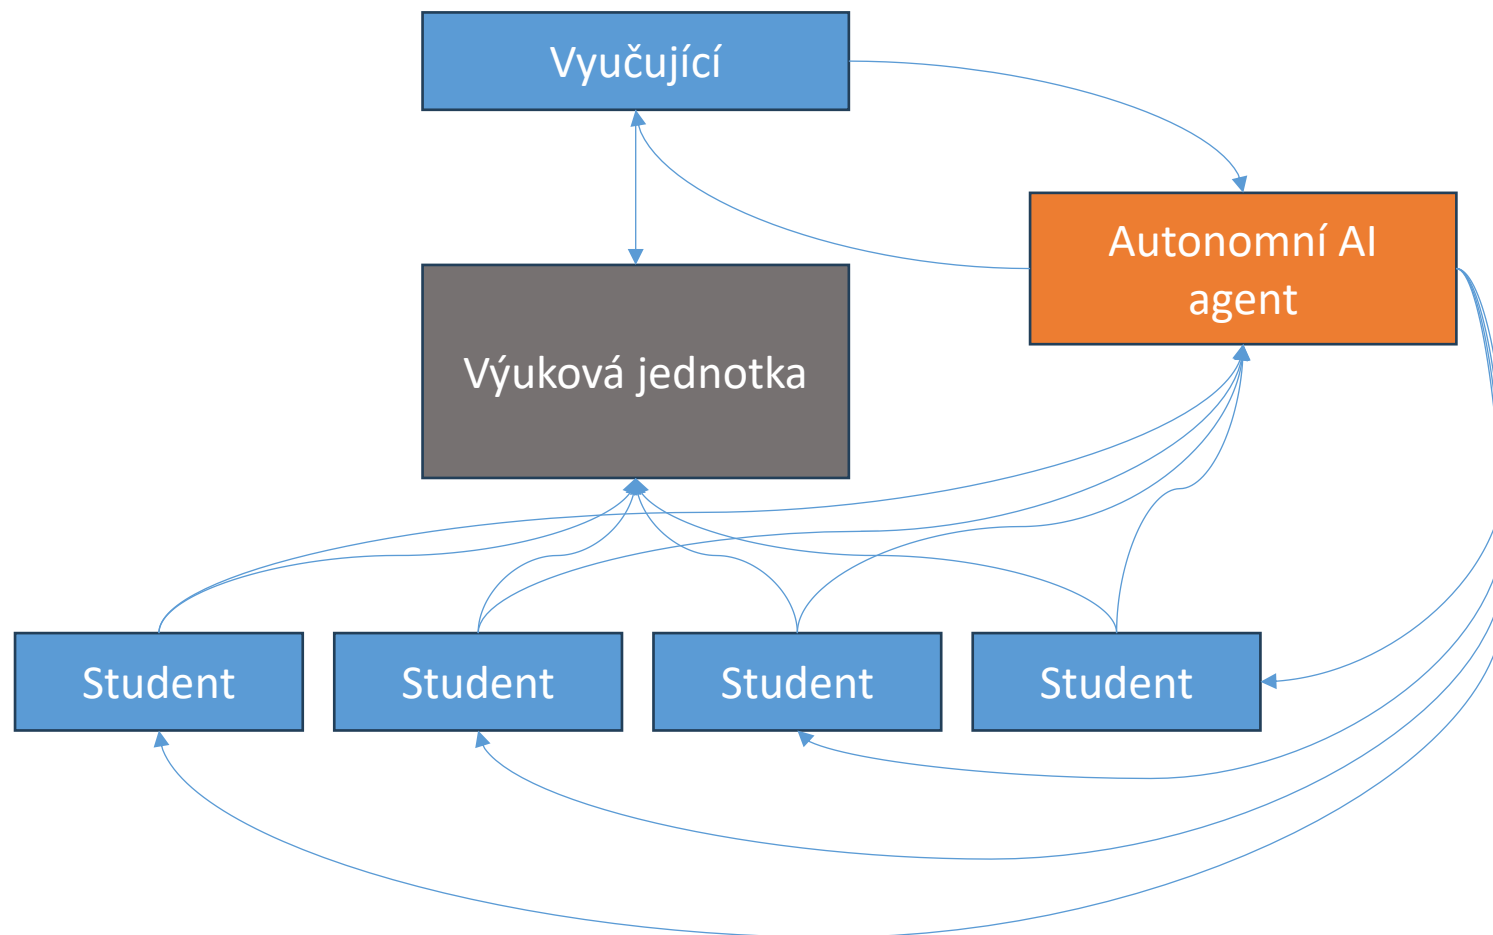 Vyučující
Autonomní AI
agent
Výuková jednotka
Student
Student
Student
Student